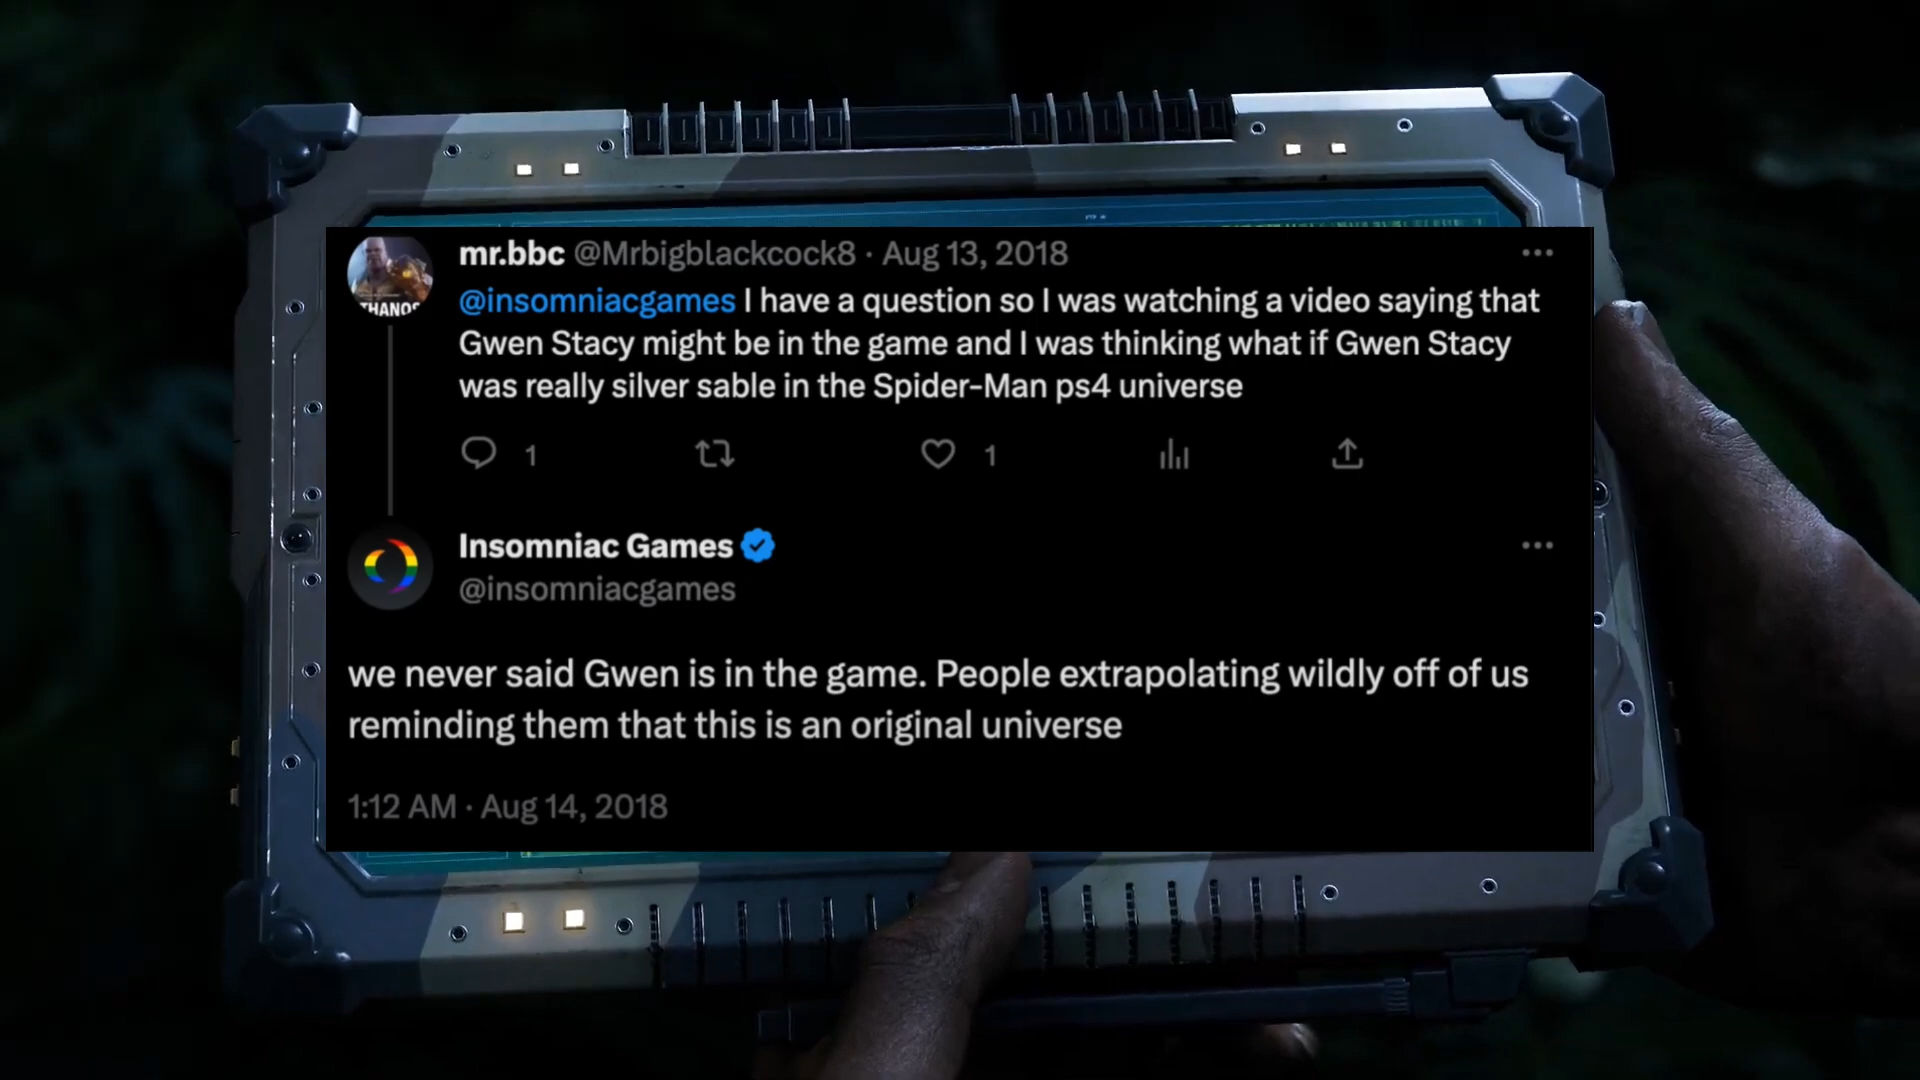 mr.bbc @Mrbigblackcock8 · Aug 13, 2018
THANOS
@insomniacgames I have a question so I was watching a video saying that
Gwen Stacy might be in the game and I was thinking what if Gwen Stacy
was really silver sable in the Spider-Man ps4 universe
1 1
Insomniac Games
@insomniacgames
we never said Gwen is in the game. People extrapolating wildly off of us
reminding them that this is an original universe
1:12 AM · Aug 14, 2018